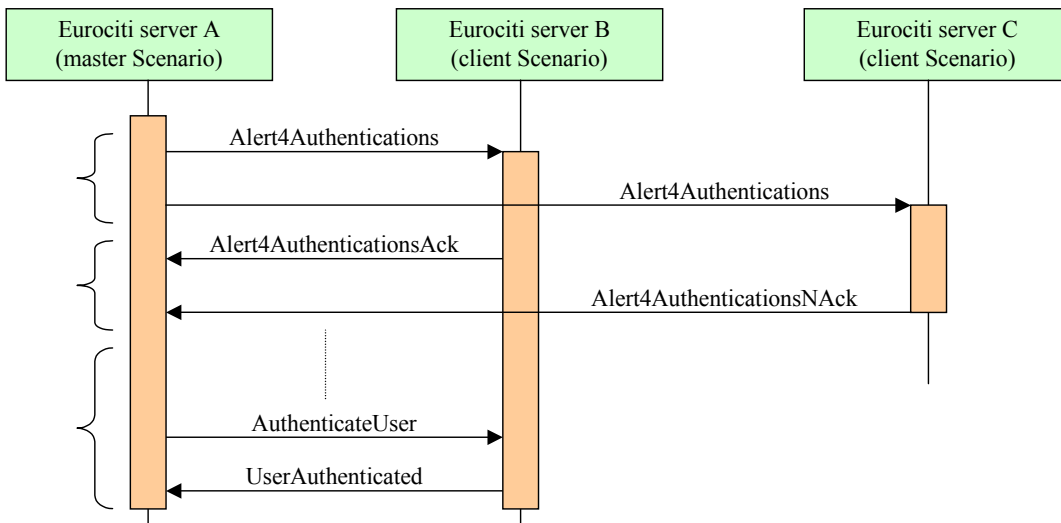 Eurociti server A
(master Scenario)
Eurociti server B
(client Scenario)
Eurociti server C
(client Scenario)
Alert4Authentications
Alert4Authentications
Alert4AuthenticationsAck
Alert4AuthenticationsNAck
AuthenticateUser
UserAuthenticated